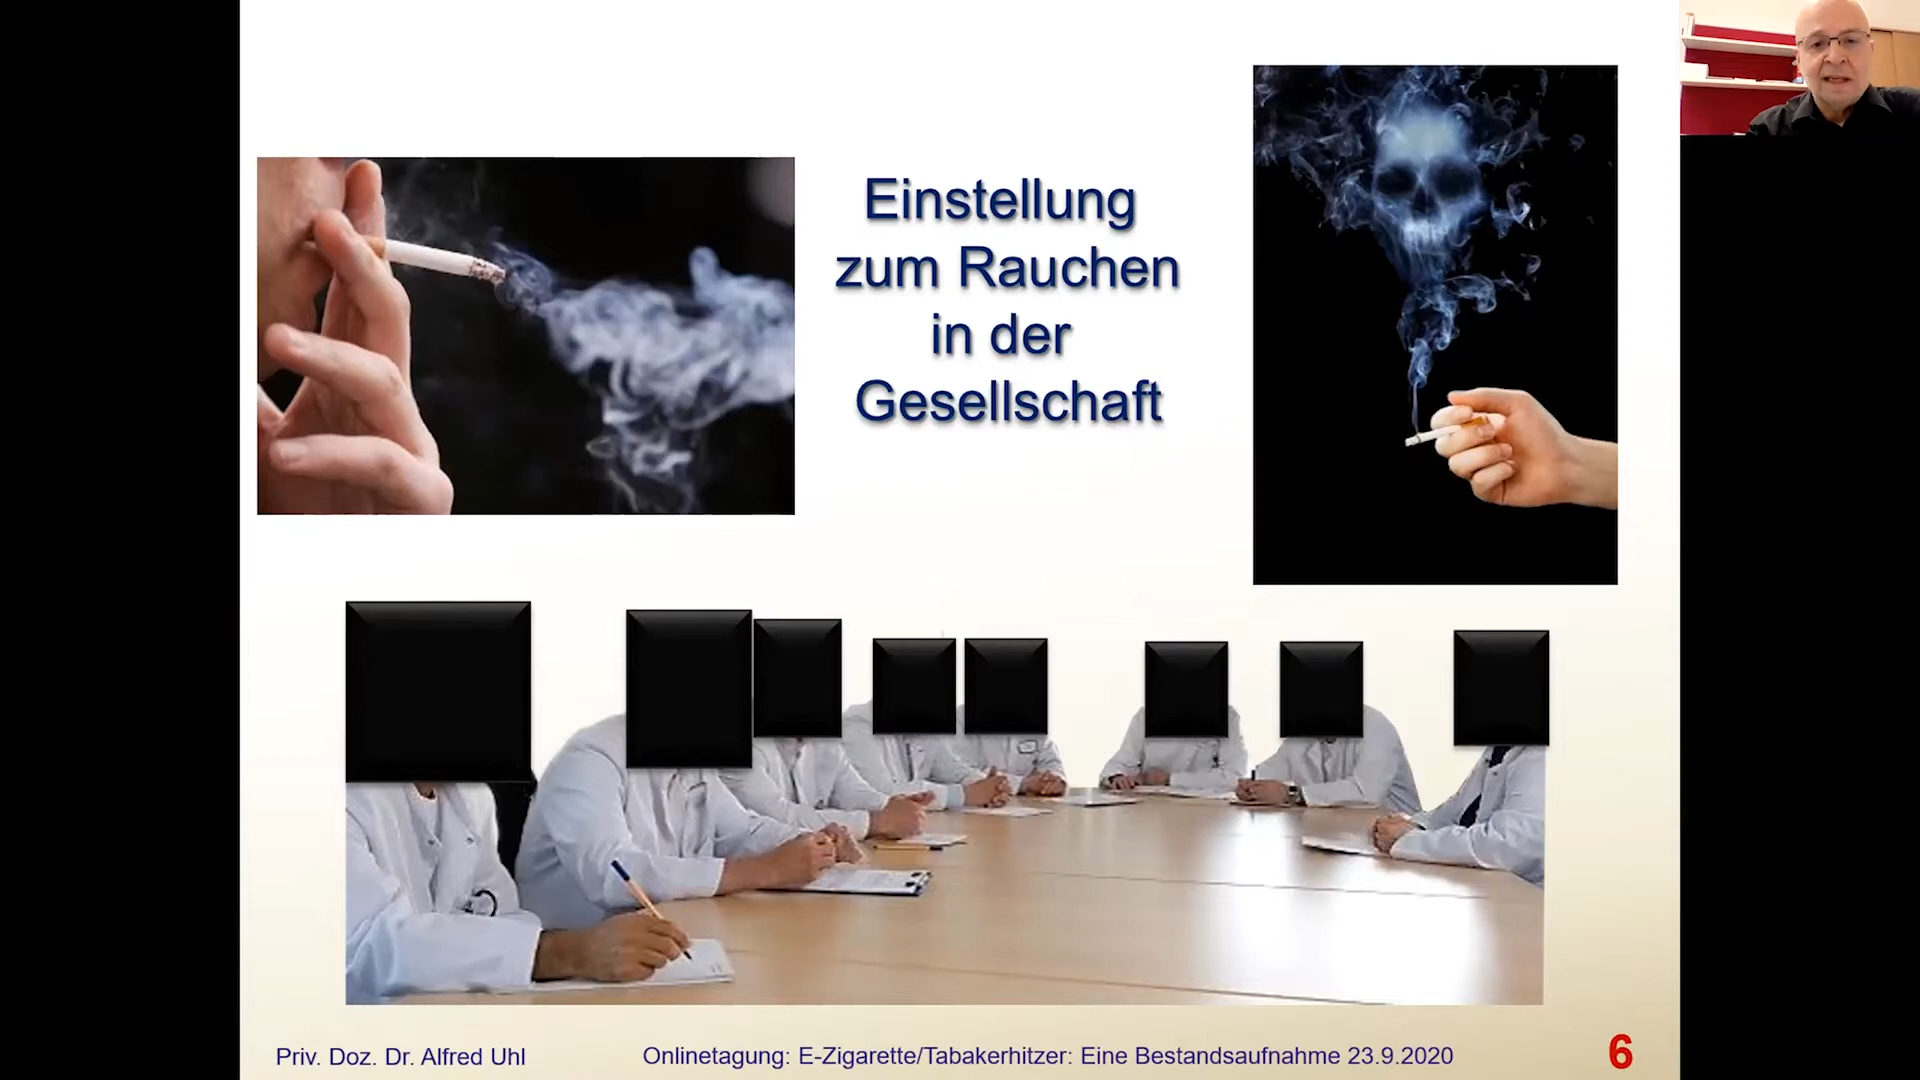 Einstellung
zum Rauchen
in der
Gesellschaft
Priv. Doz. Dr. Alfred Uhl
Onlinetagung: E-Zigarette/Tabakerhitzer: Eine Bestandsaufnahme 23.9.2020
6